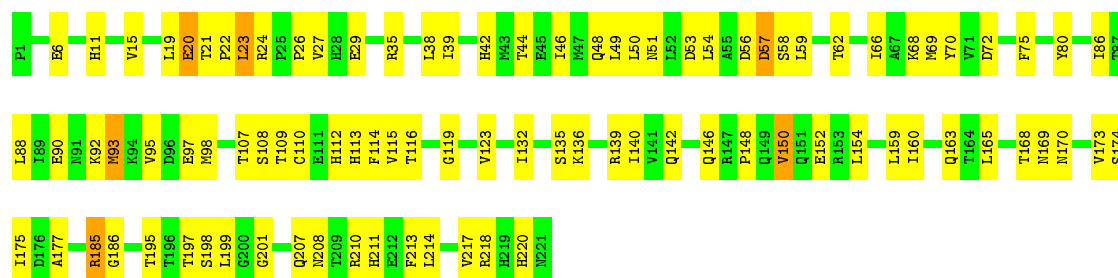 P1 E6 H11 V15 L19 E20 T21 P22 L23 R24 P25 P26 V27 H28 E29 R35 L38 I39 H42 M43 T44 E45 I46 M47 Q48 L49 L50 N51 L52 D53 L54 A55 D56 D57 S58 L59 T62 I66 A67 K68 M69 Y70 V71 D72 F75 Y80 I86 T87
L88 I89 E90 N91 K92 M93 K94 V95 D96 E97 M98 T107 S108 T109 C110 E111 H112 H113 F114 V115 T116 G119 V123 I132 S135 K136 R139 I140 V141 Q142 Q146 R147 P148 Q149 V150 Q151 E152 R153 L154 L159 I160 Q163 T164 L165 T168 N169 N170 V173 S174
I175 D176 A177 R185 G186 T195 T196 T197 S198 L199 G200 G201 Q207 N208 T209 R210 H211 E212 F213 L214 V217 R218 H219 H220 N221